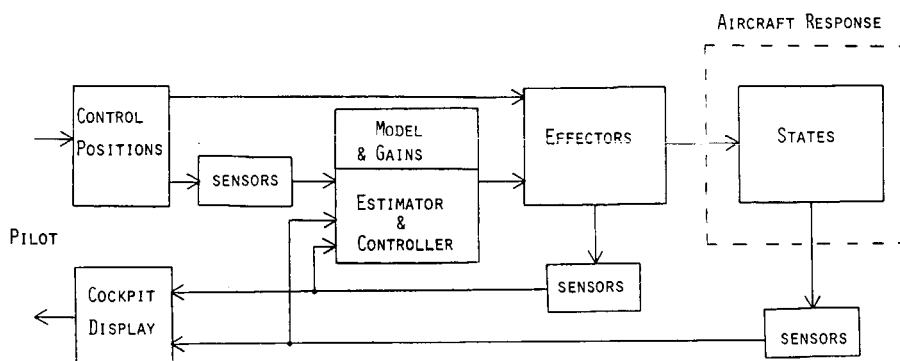 AIRCRAFT RESPONSE
CONTROL
POSITIONS
SENSORS
MODEL
& GAINS
ESTIMATOR
&
CONTROLLER
EFFECTORS
STATES
PILOT
COCKPIT
DISPLAY
SENSORS
SENSORS